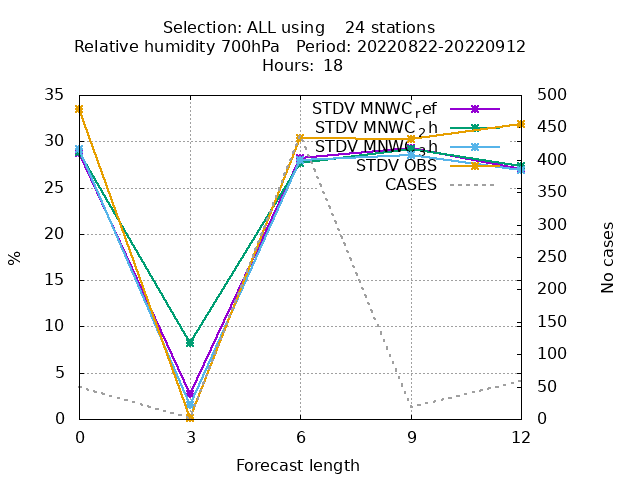 Selection: ALL using 24 stations
Relative humidity 700hPa Period: 20220822-20220912
Hours: 18
35
30
25
20
15
10
5
0
500
450
400
350
300
250
200
150
100
50
0
STDV MNWC_ref
STDV MNWC_2h
STDV MNWC_3h
STDV OBS
CASES
%
No cases
0 3 6 9 12
Forecast length